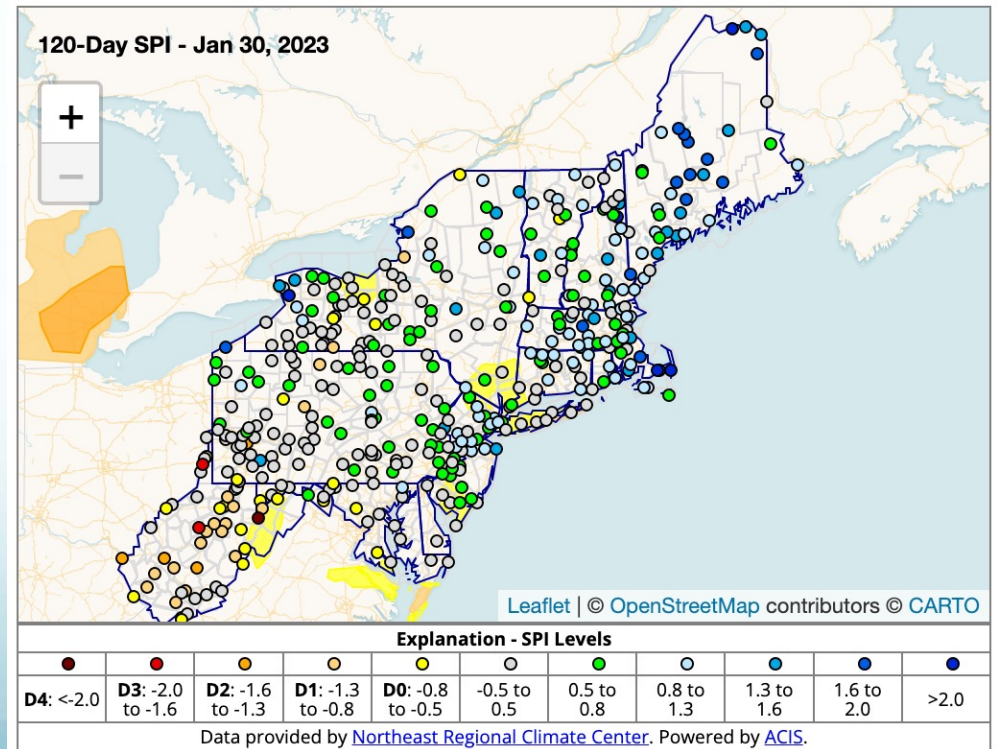 120-Day SPI - Jan 30, 2023
+
−
Leaflet | © OpenStreetMap contributors © CARTO
Explanation - SPI Levels
D4: <-2.0
D3: -2.0
to -1.6
D2: -1.6
to -1.3
D1: -1.3
to -0.8
D0: -0.8
to -0.5
-0.5 to
0.5
0.5 to
0.8
0.8 to
1.3
1.3 to
1.6
1.6 to
2.0
>2.0
Data provided by Northeast Regional Climate Center. Powered by ACIS.